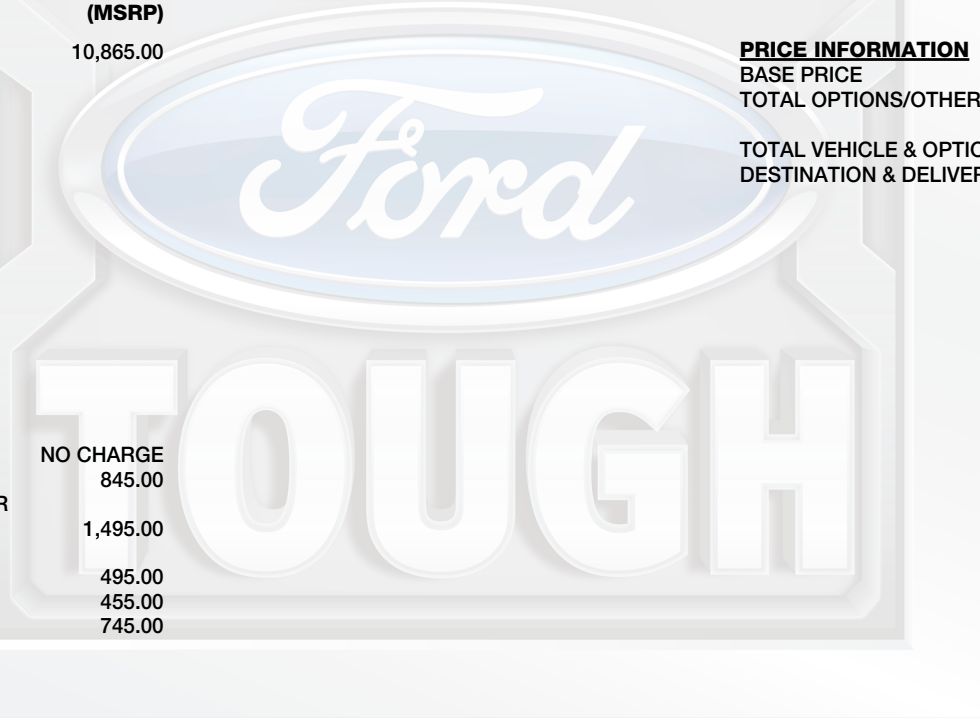 (MSRP)
10,865.00
NO CHARGE
845.00
R
1,495.00
495.00
455.00
745.00
PRICE INFORMATION
BASE PRICE
TOTAL OPTIONS/OTHER
TOTAL VEHICLE & OPTIO
DESTINATION & DELIVER
Ford
TOUGH